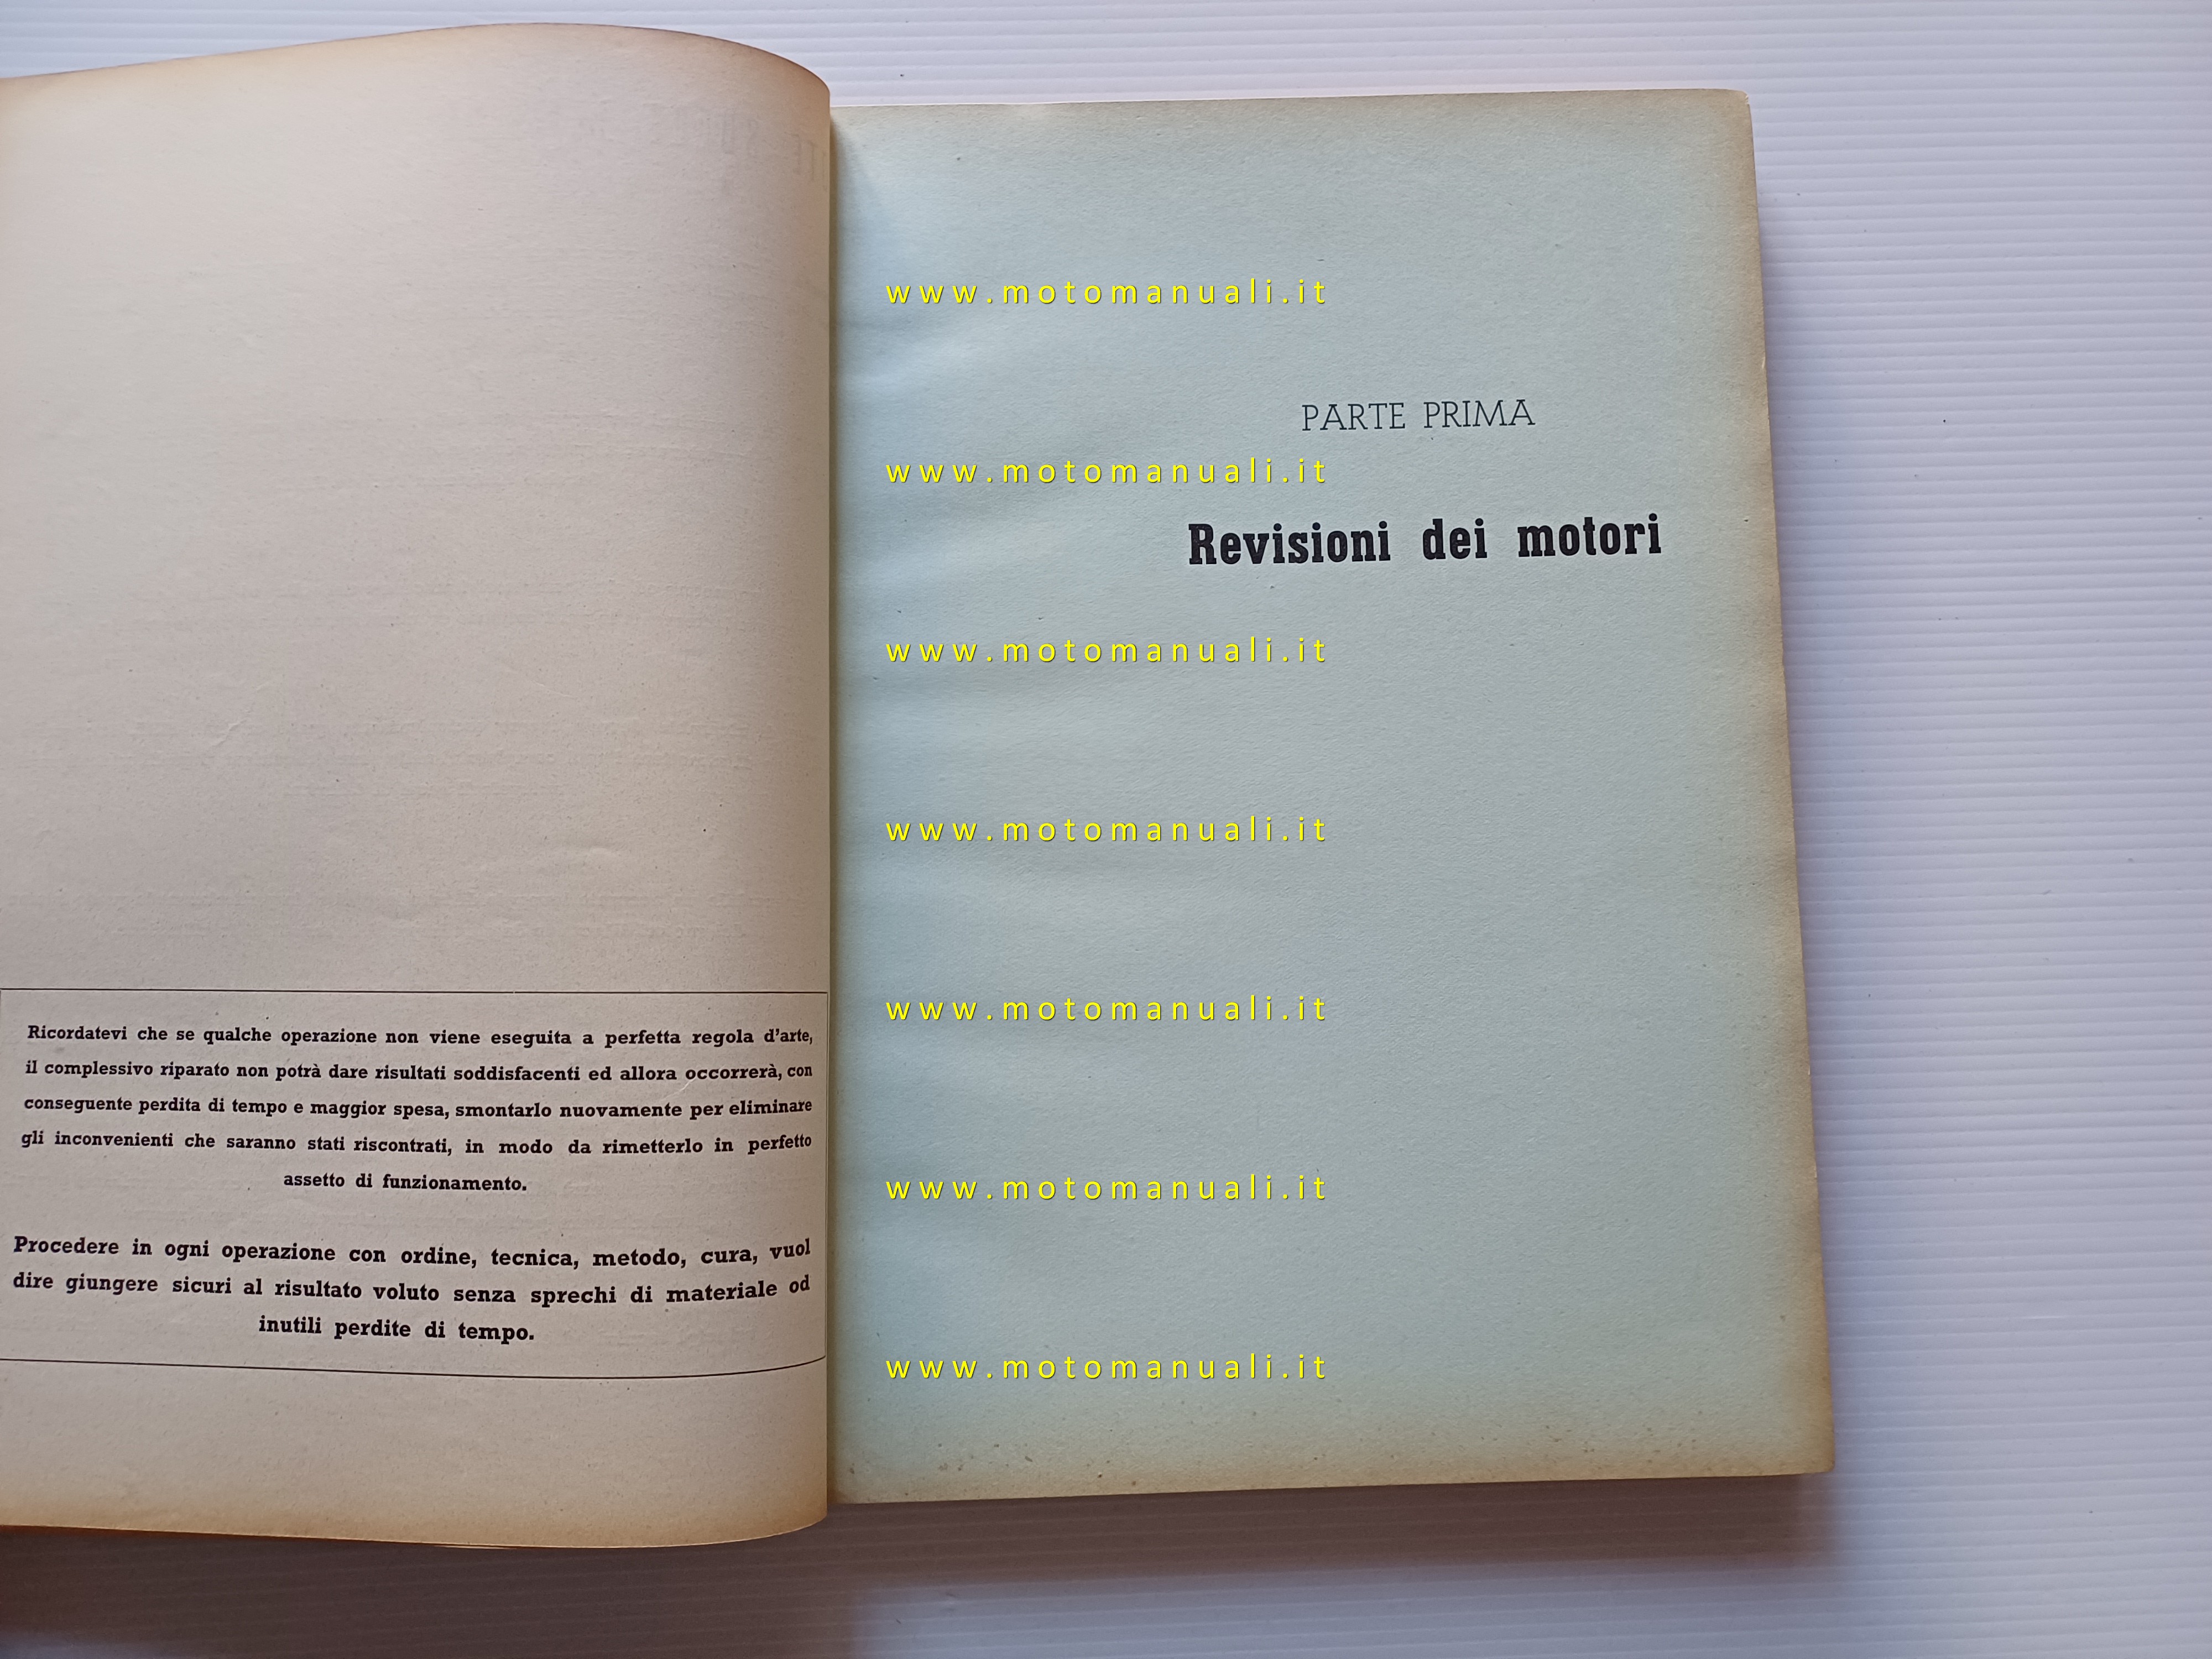 Ricordatevi che se qualche operazione non viene eseguita a perfetta regola d'arte,
il complessivo riparato non potrà dare risultati soddisfacenti ed allora occorrerà, con
conseguente perdita di tempo e maggior spesa, smontarlo nuovamente per eliminare
gli inconvenienti che saranno stati riscontrati, in modo da rimetterlo in perfetto
assetto di funzionamento.
Procedere in ogni operazione con ordine, tecnica, metodo, cura, vuol
dire giungere sicuri al risultato voluto senza sprechi di materiale od
inutili perdite di tempo.
www.motomanuali.it
PARTE PRIMA
www.motomanuali.it
Revisioni dei motori
www.motomanuali.it
www.motomanuali.it
www.motomanuali.it
www.motomanuali.it
www.motomanuali.it